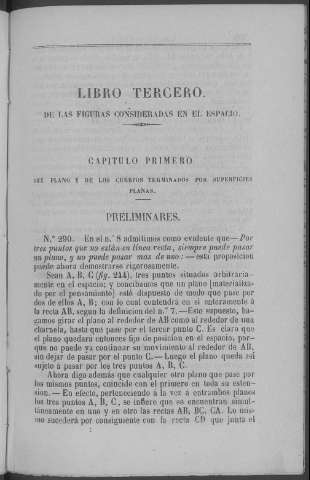 LIBRO TERCERO.
DE LAS FIGURAS CONSIDERADAS EN EL ESPACIO.
CAPITULO PRIMERO
DEL PLANO Y DE LOS CUERPOS TERMINADOS POR SUPERFICIES
PLANAS.
PRELIMINARES.
N.º 290. En el n.º 8 admitimos como evidente que—Por
tres puntos que no están en línea recta, siempre puede pasar
un plano, y no puede pasar mas de uno:—esta proposicion
puede ahora demostrarse rigorosamente.
Sean A, B, C (fig. 214), tres puntos situados arbitraria-
mente en el espacio; y concibamos que un plano (materializa-
do por el pensamiento) esté dispuesto de modo que pase por
dos de ellos A, B; con lo cual contendrá en sí enteramente á
la recta AB, segun la definicion del n.º 7.—Esto supuesto, ha-
gamos girar el plano al rededor de AB como al rededor de una
charnela, hasta que pase por el tercer punto C. Es claro que
el plano quedará entonces fijo de posicion en el espacio, por-
que no puede ya continuar su movimiento al rededor de AB,
sin dejar de pasar por el punto C.—Luego el plano queda así
sujeto á pasar por los tres puntos A, B, C.
Ahora digo además que cualquier otro plano que pase por
los mismos puntos, coincide con el primero en toda su esten-
sion.—En efecto, perteneciendo á la vez á entrambos planos
los tres puntos A, B, C, se infiere que se encuentran simul-
táneamente en uno y en otro las rectas AB, BC, CA. Lo mis-
mo sucederá por consiguiente con la recta CD que junta el